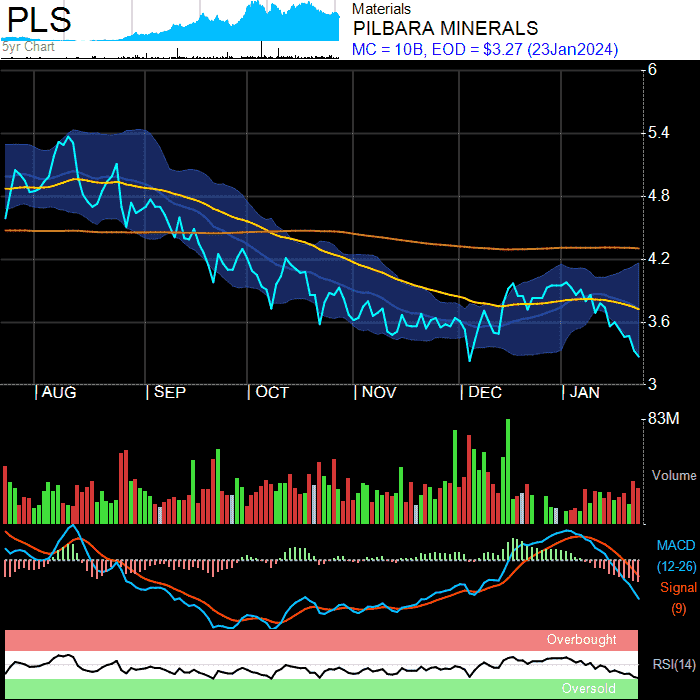 PLS
5yr Chart
Materials
PILBARA MINERALS
MC = 10B, EOD = $3.27 (23Jan2024)
6
5.4
4.8
4.2
3.6
3
| AUG | SEP | OCT | NOV | DEC | JAN
83M
Volume
MACD
(12-26)
Signal
(9)
Overbought
RSI(14)
Oversold